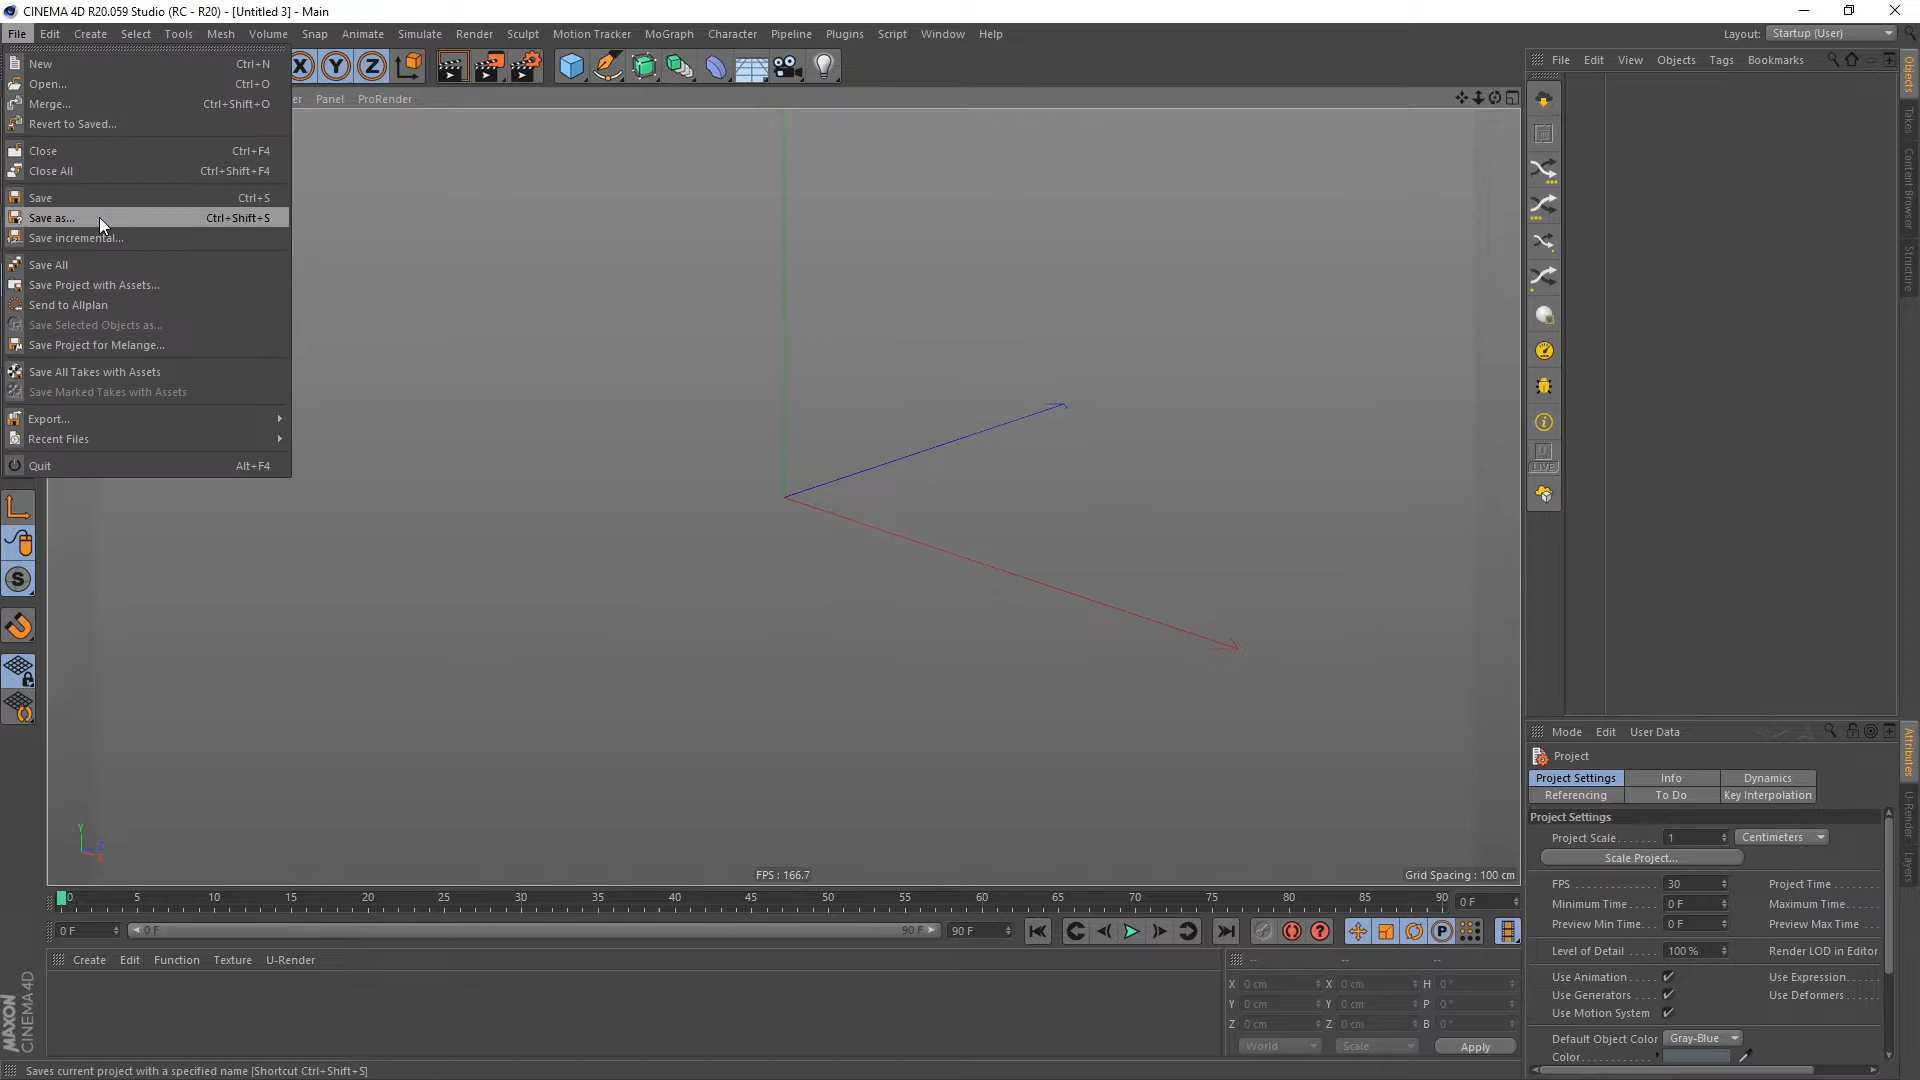 CINEMA 4D R20.059 Studio (RC - R20) - [Untitled 3] - Main
File Edit Create Select Tools Mesh Volume Snap Animate Simulate Render Sculpt Motion Tracker MoGraph Character Pipeline Plugins Script Window Help
Layout: Startup (User)
New Ctrl+N
Open... Ctrl+O
Merge... Ctrl+Shift+O
Revert to Saved...
Close Ctrl+F4
Close All Ctrl+Shift+F4
Save Ctrl+S
Save as... Ctrl+Shift+S
Save incremental...
Save All
Save Project with Assets...
Send to Allplan
Save Selected Objects as...
Save Project for Melange...
Save All Takes with Assets
Save Marked Takes with Assets
Export...
Recent Files
Quit Alt+F4
X Y Z
er Panel ProRender
File Edit View Objects Tags Bookmarks
Objects
Takes
Content Browser
Structure
LIVE
S
Y
Z
X
FPS : 166.7
Grid Spacing : 100 cm
Mode Edit User Data
Project
Project Settings Info Dynamics
Referencing To Do Key Interpolation
Project Settings
Project Scale 1 Centimeters
Scale Project...
FPS 30 Project Time
Minimum Time 0 F Maximum Time
Preview Min Time 0 F Preview Max Time
Level of Detail 100 % Render LOD in Editor
Use Animation Use Expression
Use Generators Use Deformers
Use Motion System
Default Object Color Gray-Blue
Color
Attributes
U-Render
Layers
0 5 10 15 20 25 30 35 40 45 50 55 60 65 70 75 80 85 90 0 F
0 F 0 F 90 F 90 F
P
Create Edit Function Texture U-Render
-- -- --
X 0 cm X 0 cm H 0 °
Y 0 cm Y 0 cm P 0 °
Z 0 cm Z 0 cm B 0 °
World Scale Apply
MAXON
CINEMA 4D
Saves current project with a specified name [Shortcut Ctrl+Shift+S]